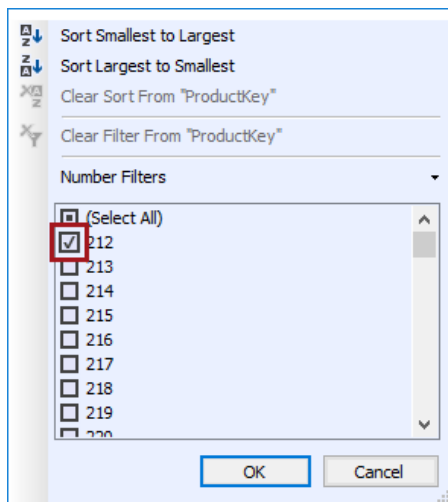 Sort Smallest to Largest
Sort Largest to Smallest
Clear Sort From "ProductKey"
Clear Filter From "ProductKey"
Number Filters
(Select All)
212
213
214
215
216
217
218
219
220
OK Cancel